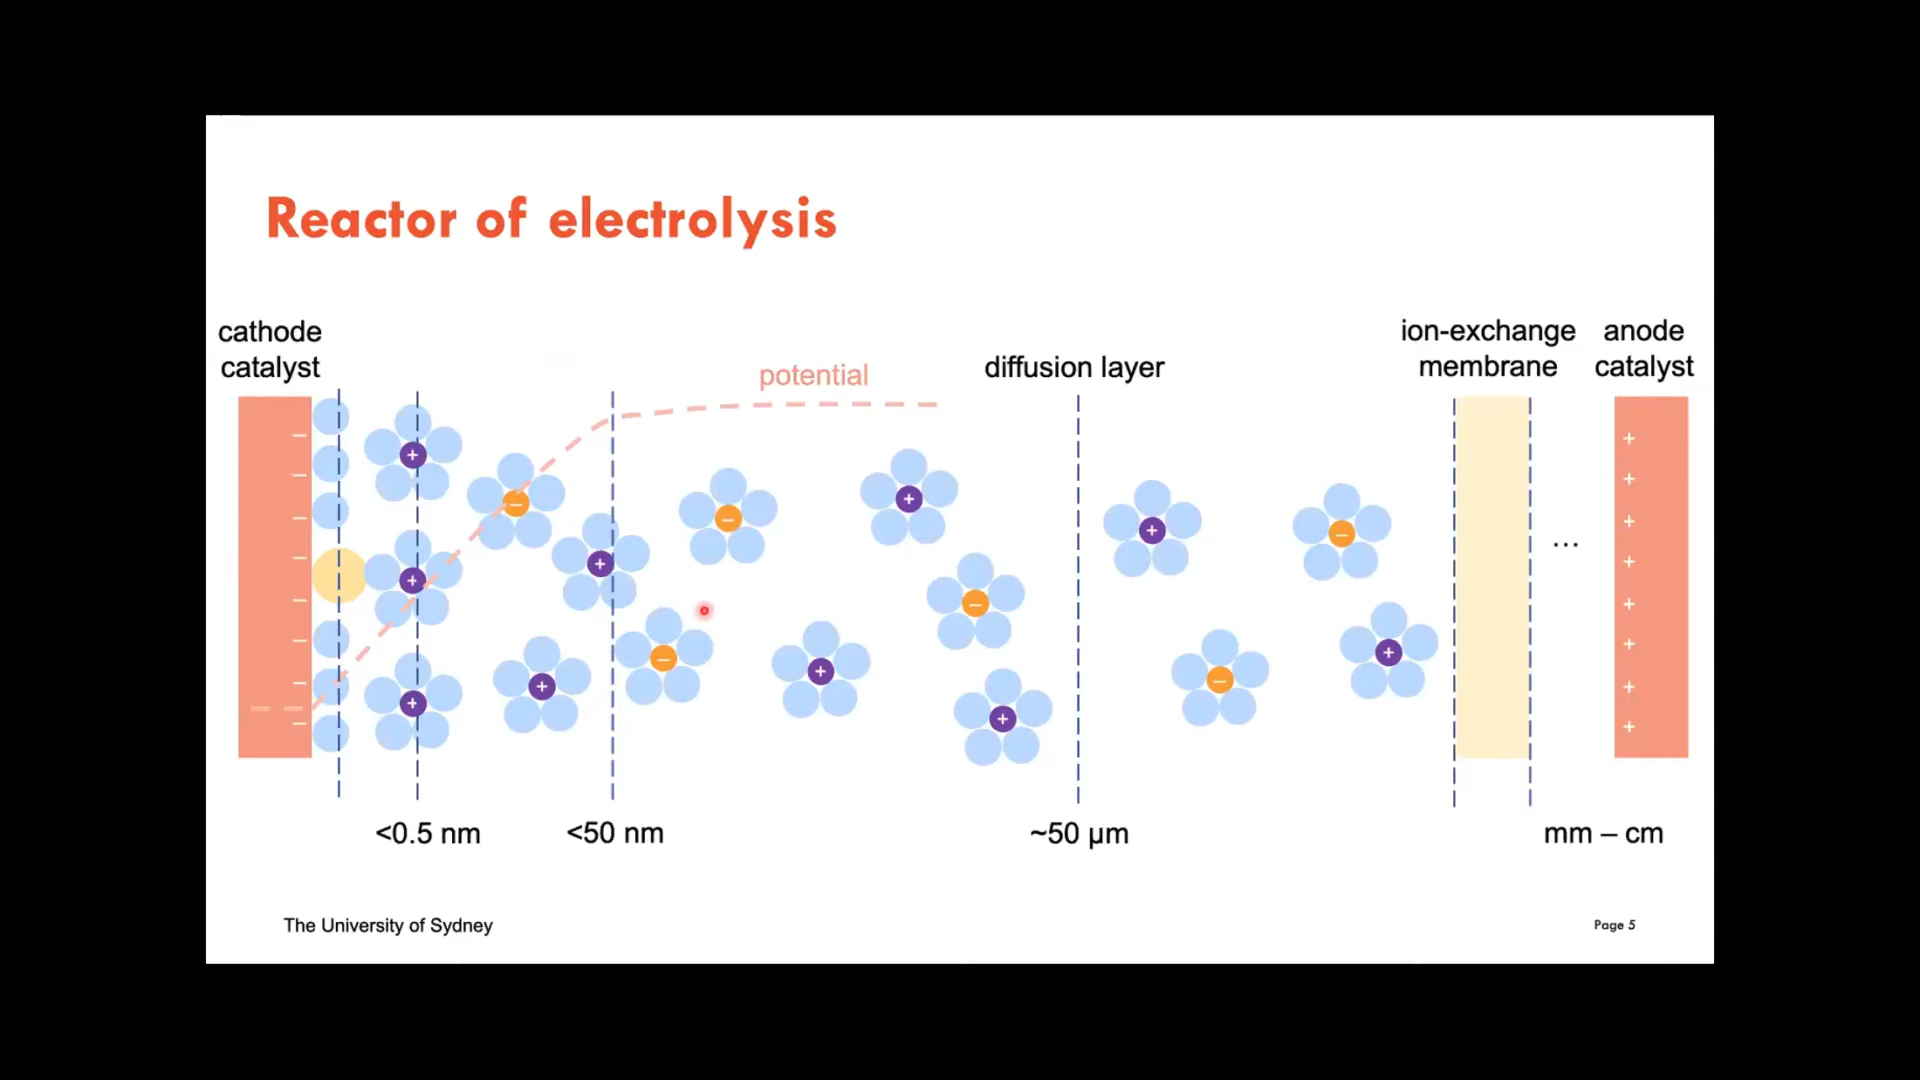 Reactor of electrolysis
cathode
catalyst
potential
diffusion layer
ion-exchange
membrane
anode
catalyst
...
<0.5 nm
<50 nm
~50 μm
mm – cm
The University of Sydney
Page 5